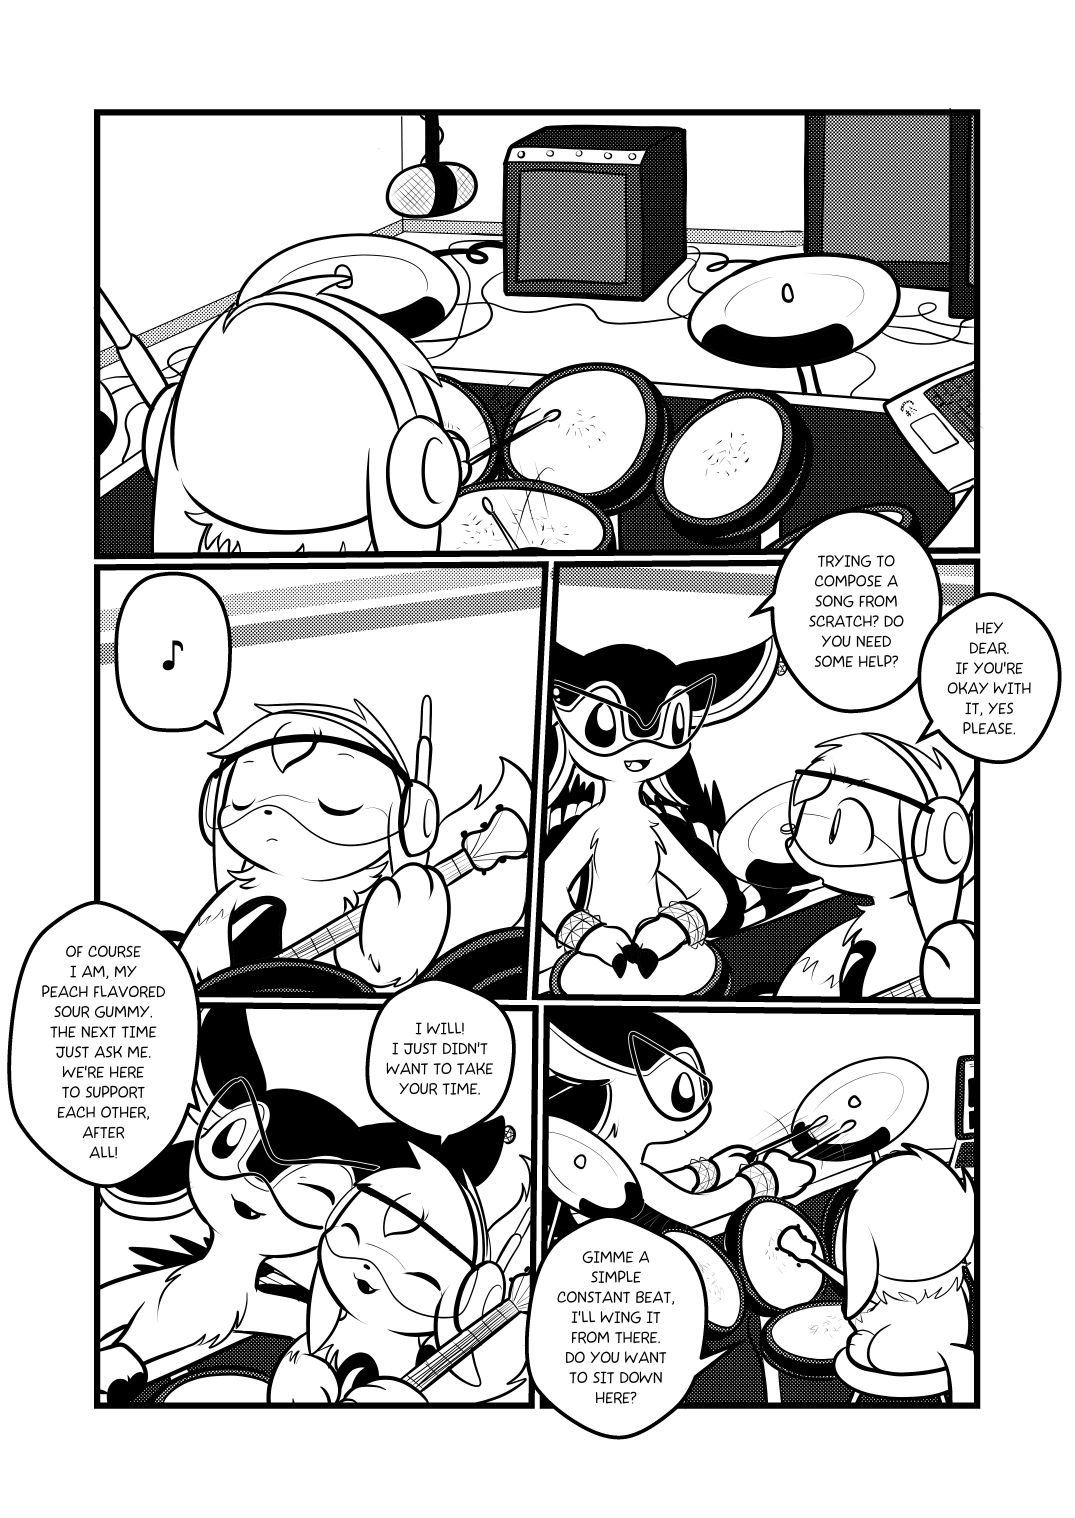 ♪
TRYING TO
COMPOSE A
SONG FROM
SCRATCH? DO
YOU NEED
SOME HELP?
HEY
DEAR.
IF YOU'RE
OKAY WITH
IT, YES
PLEASE.
OF COURSE
I AM, MY
PEACH FLAVORED
SOUR GUMMY.
THE NEXT TIME
JUST ASK ME.
WE'RE HERE
TO SUPPORT
EACH OTHER,
AFTER
ALL!
I WILL!
I JUST DIDN'T
WANT TO TAKE
YOUR TIME.
GIMME A
SIMPLE
CONSTANT BEAT,
I'LL WING IT
FROM THERE.
DO YOU WANT
TO SIT DOWN
HERE?